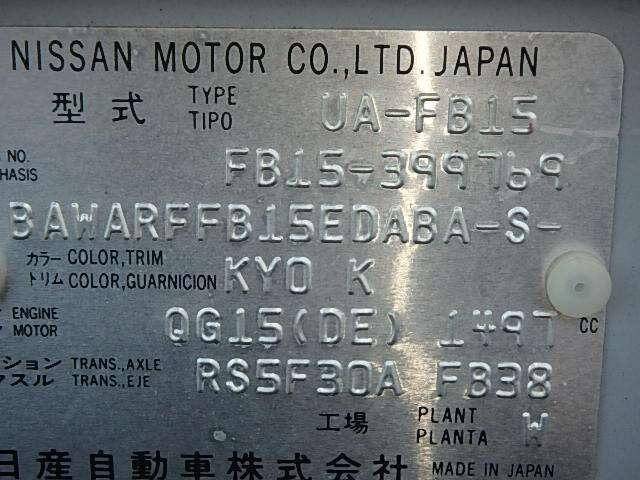 NISSAN MOTOR CO.,LTD. JAPAN
型式 TYPE TIPO UA-FB15
NO. HASIS FB15-399769
BAWARFFB15EDABA-S-
カラー COLOR,TRIM
トリム COLOR,GUARNICION KY0 K
ENGINE MOTOR QG15(DE) 1497 CC
ション TRANS.,AXLE
クスル TRANS.,EJE RS5F30A FB38
工場 PLANT PLANTA W
日産自動車株式会社 MADE IN JAPAN